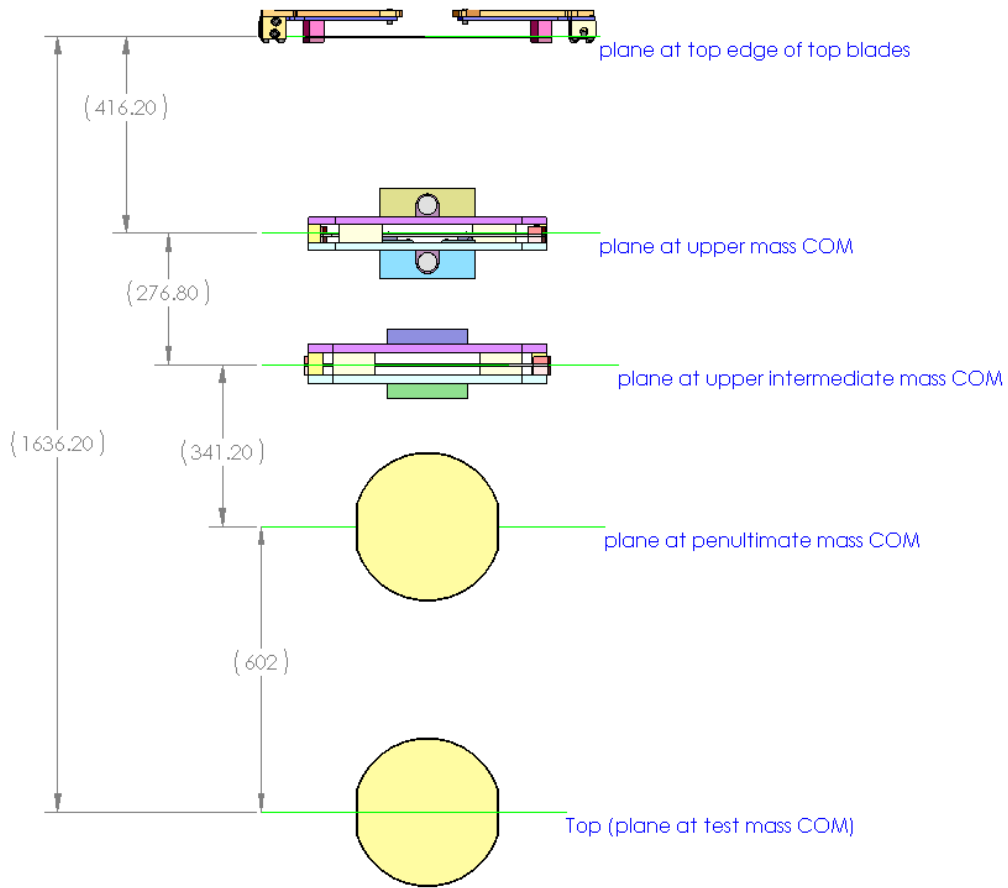 plane at top edge of top blades
(416.20)
plane at upper mass COM
(276.80)
plane at upper intermediate mass COM
(1636.20)
(341.20)
plane at penultimate mass COM
(602)
Top (plane at test mass COM)